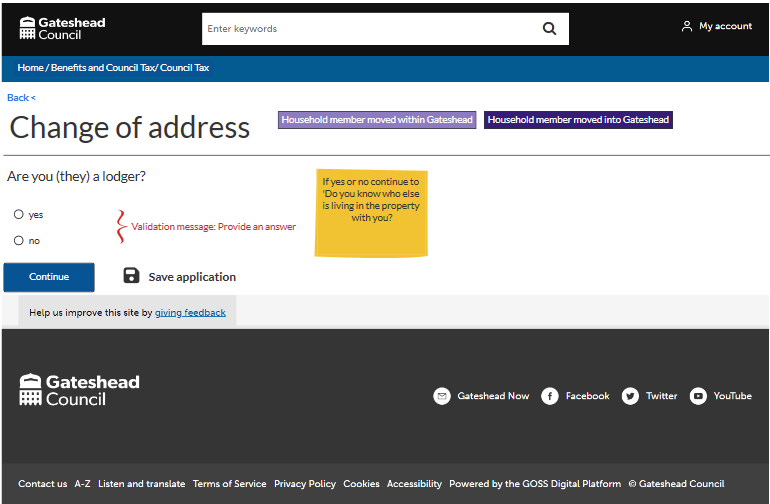 Gateshead
Council
Enter keywords
My account
Home / Benefits and Council Tax/ Council Tax
Back <
Change of address
Household member moved within Gateshead
Household member moved into Gateshead
Are you (they) a lodger?
yes
no
Validation message: Provide an answer
If yes or no continue to
'Do you know who else
is living in the property
with you?
Continue
Save application
Help us improve this site by giving feedback
Gateshead
Council
Gateshead Now
Facebook
Twitter
YouTube
Contact us A-Z Listen and translate Terms of Service Privacy Policy Cookies Accessibility Powered by the GOSS Digital Platform © Gateshead Council